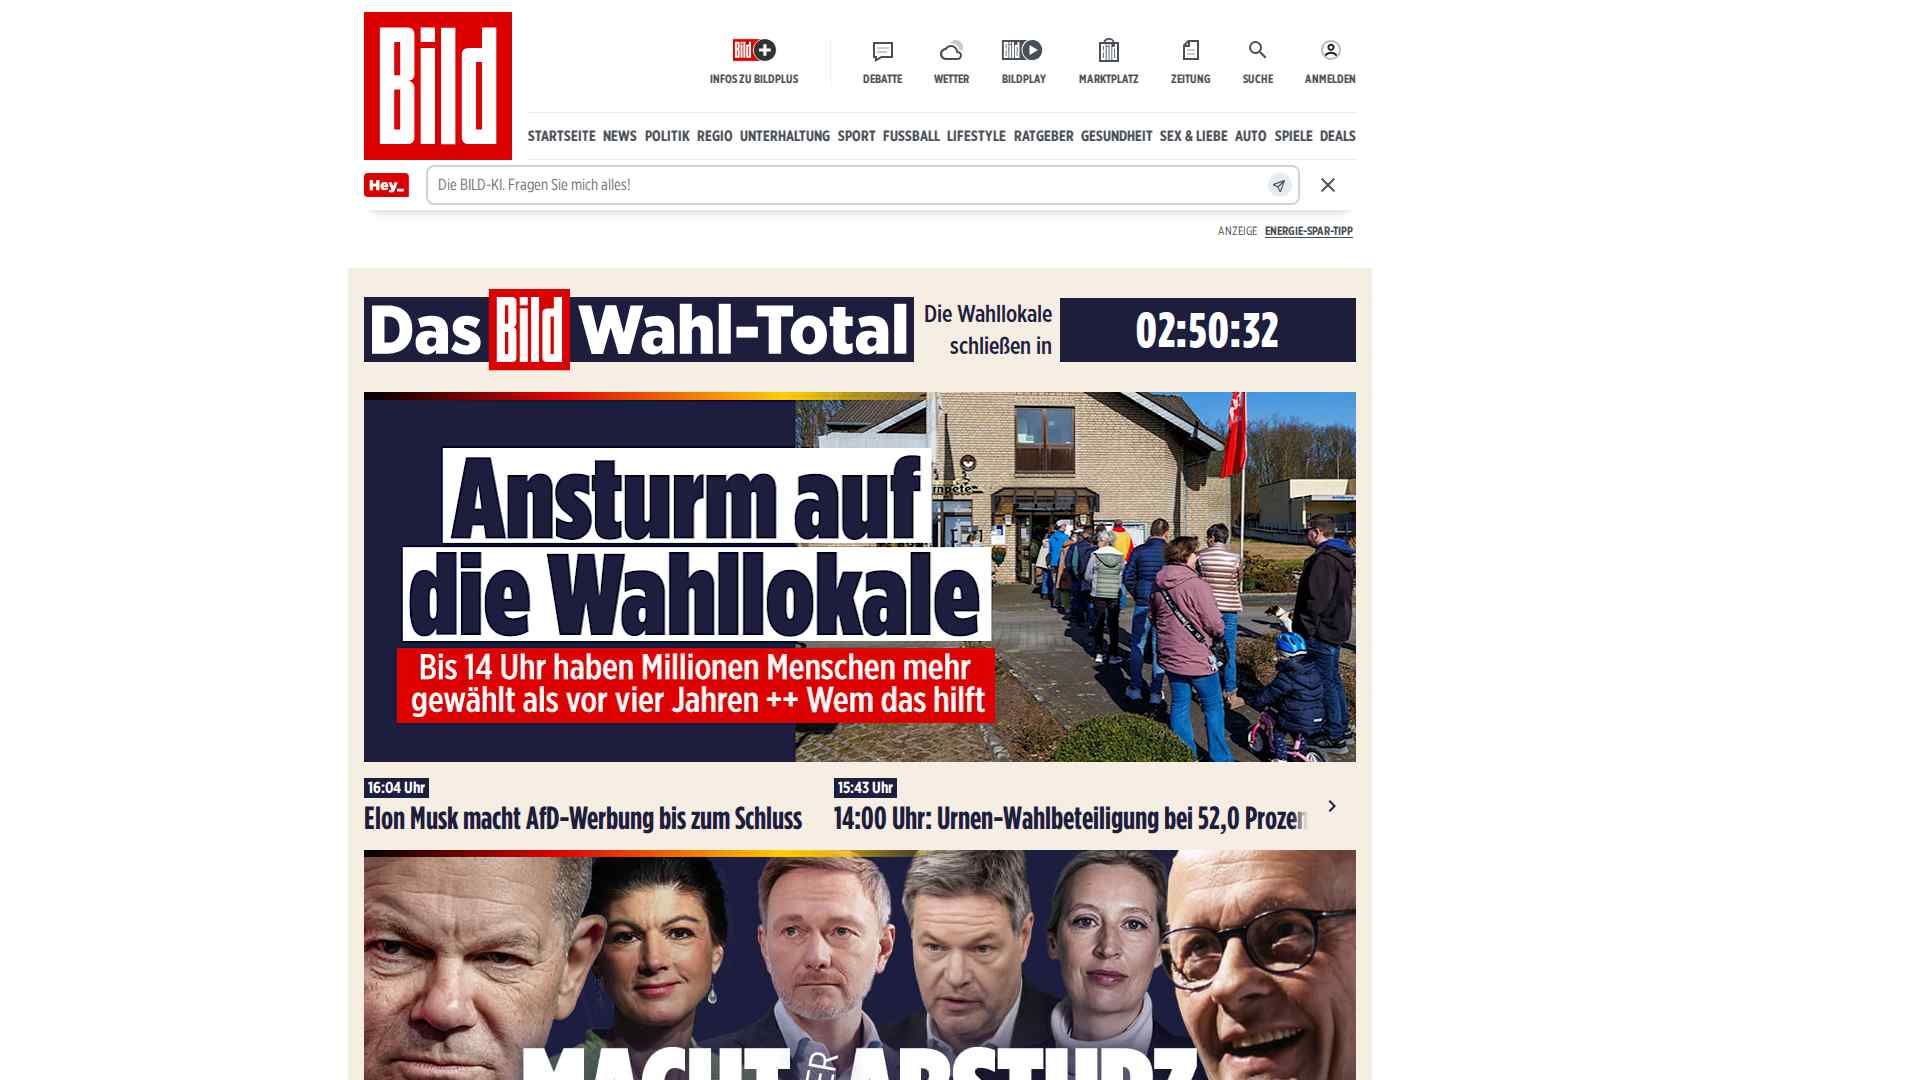 Bild
Bild +
INFOS ZU BILDPLUS
DEBATTE
WETTER
Bild
BILDPLAY
Bild
MARKTPLATZ
ZEITUNG
SUCHE
ANMELDEN
STARTSEITE NEWS POLITIK REGIO UNTERHALTUNG SPORT FUSSBALL LIFESTYLE RATGEBER GESUNDHEIT SEX & LIEBE AUTO SPIELE DEALS
Hey_
Die BILD-KI. Fragen Sie mich alles!
ANZEIGE ENERGIE-SPAR-TIPP
Das Bild Wahl-Total
Die Wahllokale
schließen in
02:50:32
Ansturm auf
die Wahllokale
Bis 14 Uhr haben Millionen Menschen mehr
gewählt als vor vier Jahren ++ Wem das hilft
16:04 Uhr
Elon Musk macht AfD-Werbung bis zum Schluss
15:43 Uhr
14:00 Uhr: Urnen-Wahlbeteiligung bei 52,0 Prozen
MACHT ER ABSTURZ